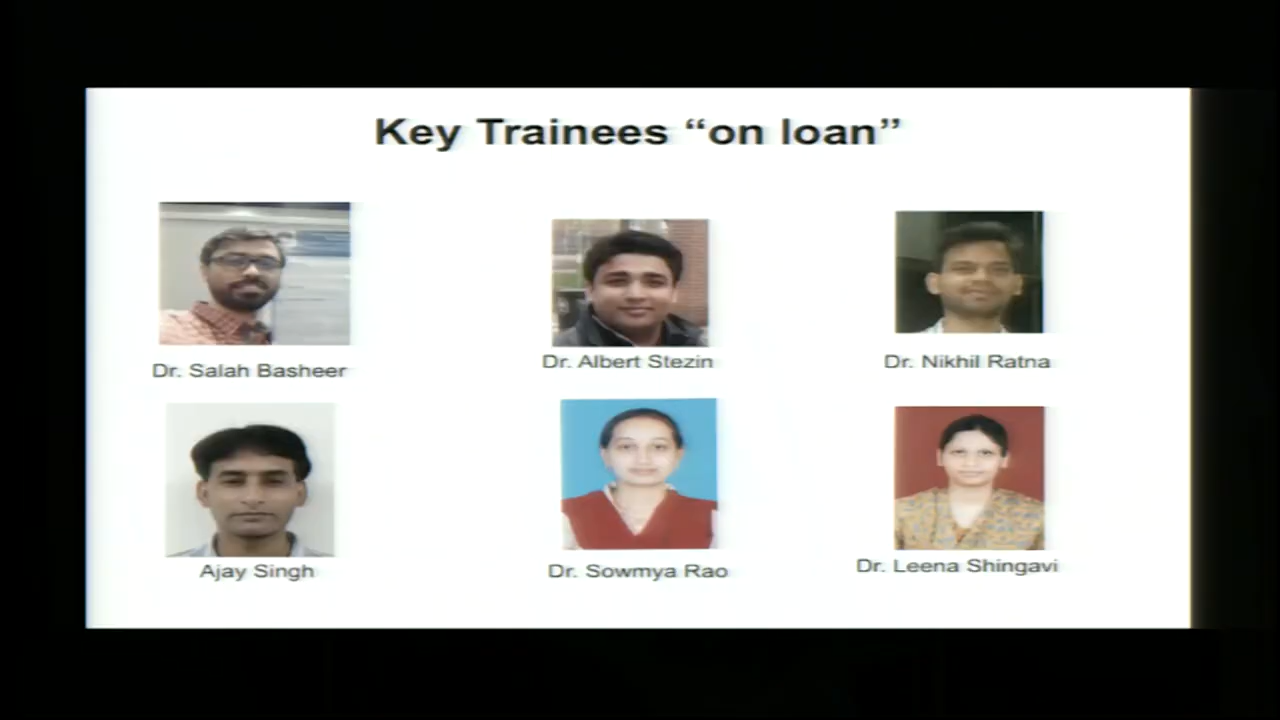 Key Trainees “on loan”
Dr. Salah Basheer
Dr. Albert Stezin
Dr. Nikhil Ratna
Ajay Singh
Dr. Sowmya Rao
Dr. Leena Shingavi